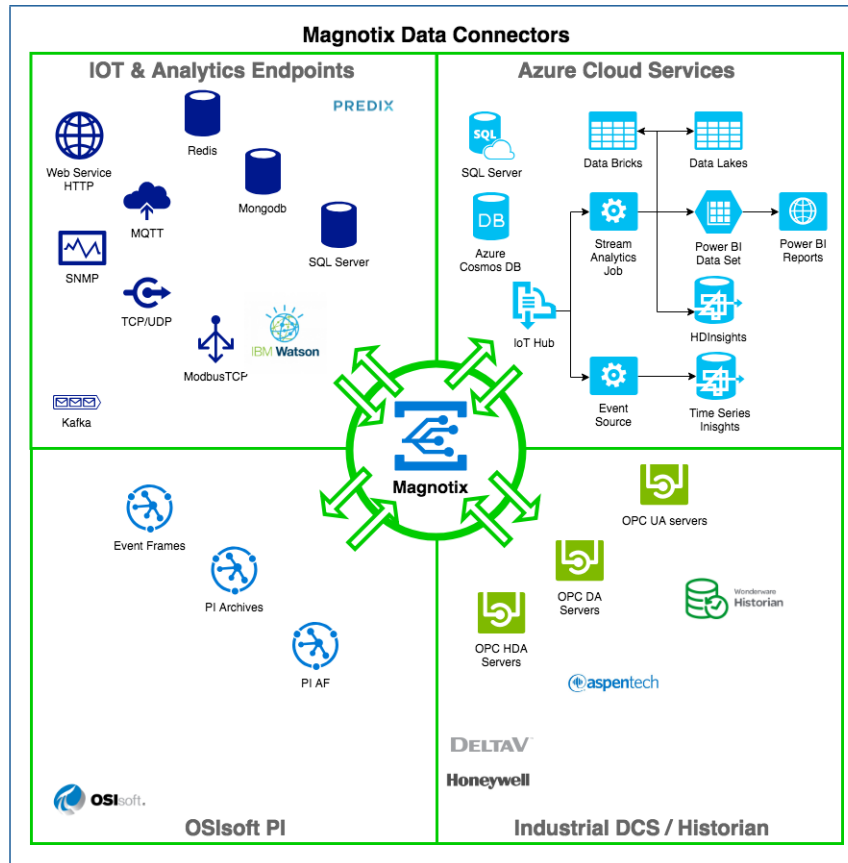 Magnotix Data Connectors
IOT & Analytics Endpoints
PREDIX
Web Service
HTTP
Redis
MQTT
Mongodb
SNMP
SQL Server
TCP/UDP
ModbusTCP
IBM Watson
Kafka
Azure Cloud Services
SQL
SQL Server
Data Bricks
Data Lakes
DB
Azure
Cosmos DB
Stream
Analytics
Job
Power BI
Data Set
Power BI
Reports
IoT Hub
HDInsights
Event
Source
Time Series
Inisghts
Magnotix
Event Frames
PI Archives
PI AF
OSIsoft.
OSIsoft PI
OPC UA servers
OPC DA
Servers
OPC HDA
Servers
Wonderware
Historian
aspentech
DELTAV
Honeywell
Industrial DCS / Historian